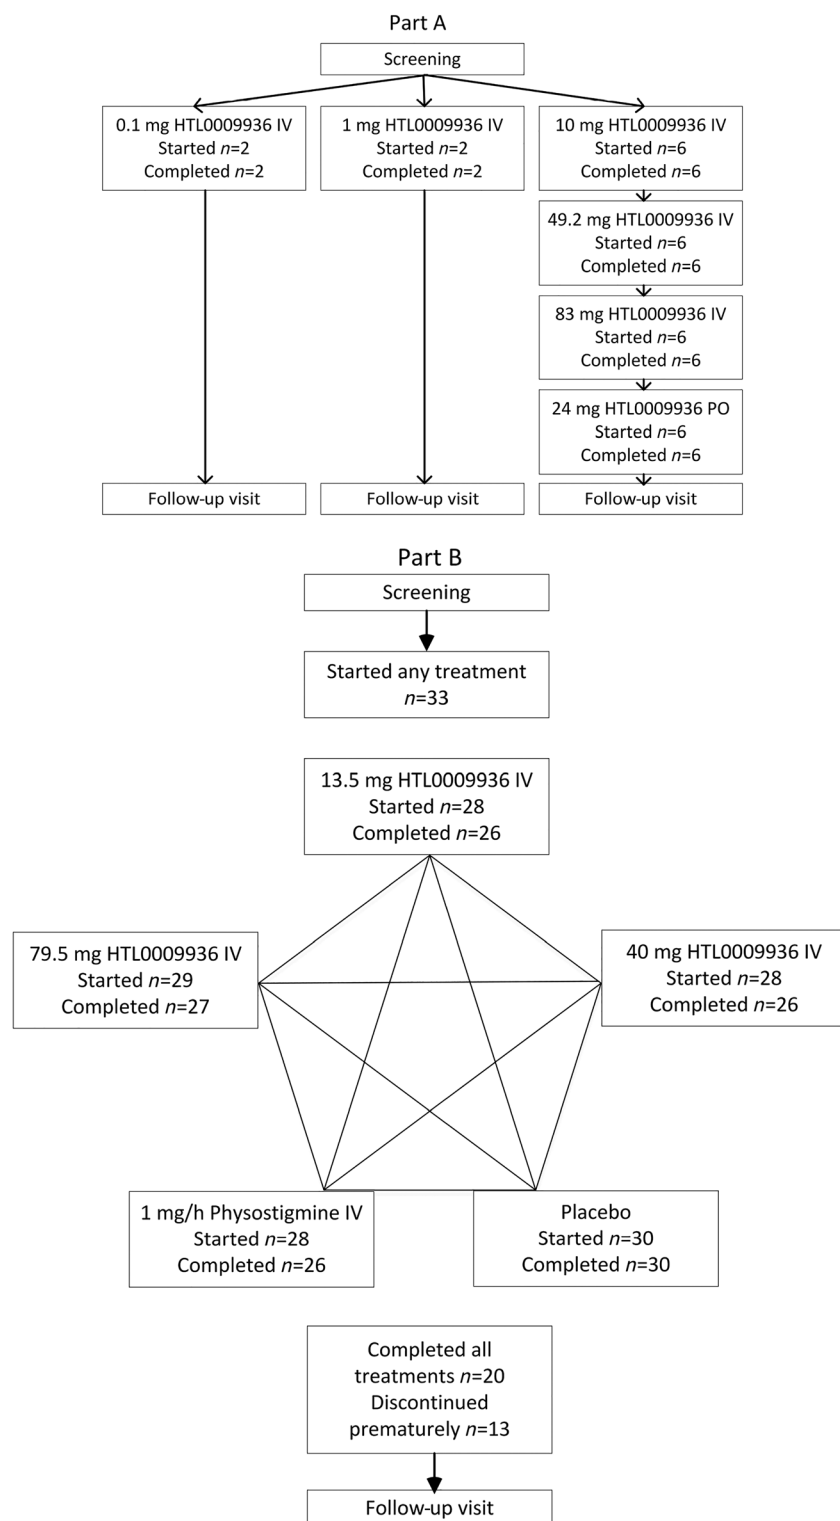 Part A
Screening
0.1 mg HTL0009936 IV
Started n=2
Completed n=2
1 mg HTL0009936 IV
Started n=2
Completed n=2
10 mg HTL0009936 IV
Started n=6
Completed n=6
49.2 mg HTL0009936 IV
Started n=6
Completed n=6
83 mg HTL0009936 IV
Started n=6
Completed n=6
24 mg HTL0009936 PO
Started n=6
Completed n=6
Follow-up visit
Follow-up visit
Follow-up visit
Part B
Screening
Started any treatment
n=33
13.5 mg HTL0009936 IV
Started n=28
Completed n=26
79.5 mg HTL0009936 IV
Started n=29
Completed n=27
40 mg HTL0009936 IV
Started n=28
Completed n=26
1 mg/h Physostigmine IV
Started n=28
Completed n=26
Placebo
Started n=30
Completed n=30
Completed all
treatments n=20
Discontinued
prematurely n=13
Follow-up visit